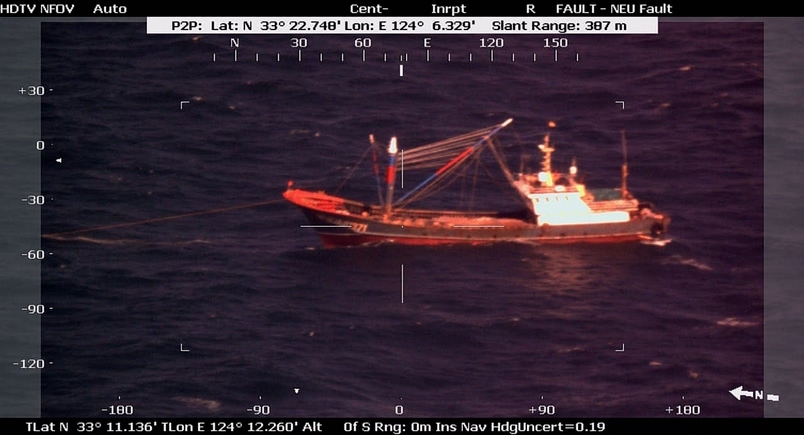 HDTV NFOV Auto Cent- Inrpt R FAULT - NEU Fault
P2P: Lat: N 33° 22.748' Lon: E 124° 6.329' Slant Range: 387 m
N 30 60 E 120 150
+30
0
-30
-60
-90
-120
-180 -90 0 +90 +180
N
TLat N 33° 11.136' TLon E 124° 12.260' Alt 0f S Rng: 0m Ins Nav HdgUncert=0.19